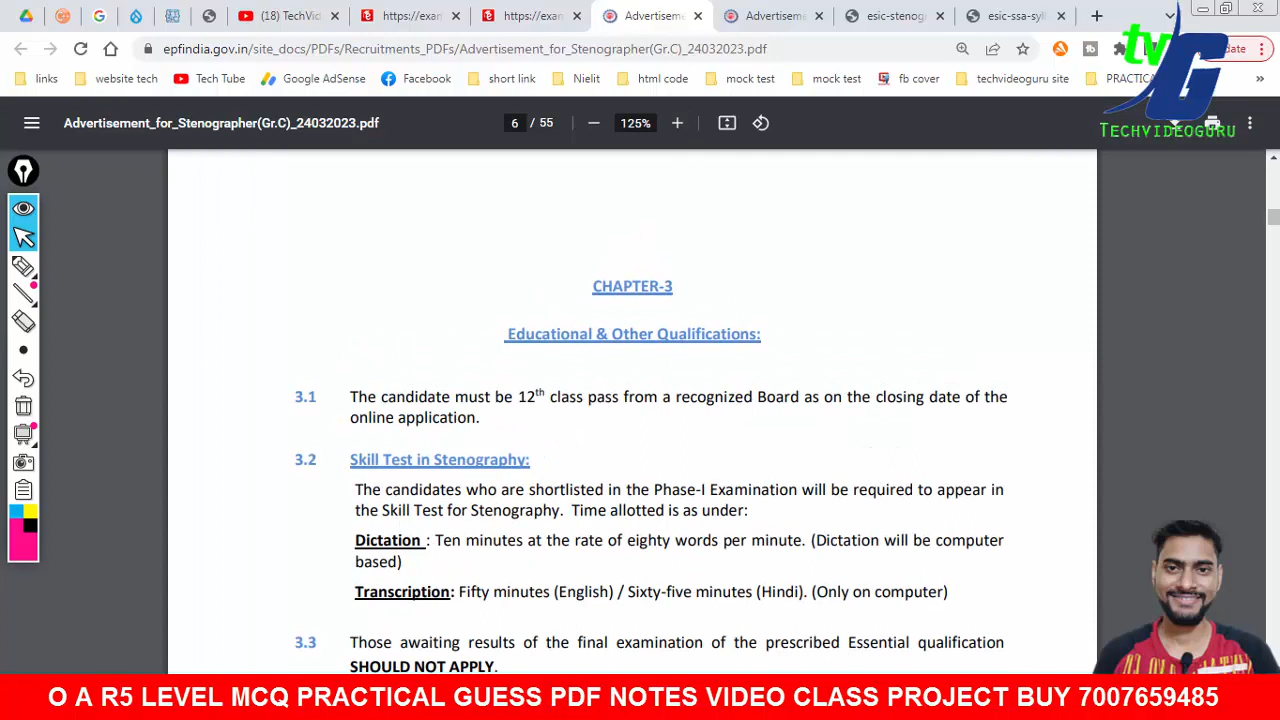 (18) TechVid
https://exam
https://exam
Advertisem
Advertisem
esic-stenog
esic-ssa-syl
epfindia.gov.in/site_docs/PDFs/Recruitments_PDFs/Advertisement_for_Stenographer(Gr.C)_24032023.pdf
links
website tech
Tech Tube
Google AdSense
Facebook
short link
Nielit
html code
mock test
mock test
fb cover
techvideoguru site
PRACTICA
»
tvG
TECHVIDEOGURU
Advertisement_for_Stenographer(Gr.C)_24032023.pdf
6 / 55
125%
CHAPTER-3
Educational & Other Qualifications:
3.1 The candidate must be 12th class pass from a recognized Board as on the closing date of the
online application.
3.2 Skill Test in Stenography:
The candidates who are shortlisted in the Phase-I Examination will be required to appear in
the Skill Test for Stenography. Time allotted is as under:
Dictation : Ten minutes at the rate of eighty words per minute. (Dictation will be computer
based)
Transcription: Fifty minutes (English) / Sixty-five minutes (Hindi). (Only on computer)
3.3 Those awaiting results of the final examination of the prescribed Essential qualification
SHOULD NOT APPLY.
O A R5 LEVEL MCQ PRACTICAL GUESS PDF NOTES VIDEO CLASS PROJECT BUY 7007659485